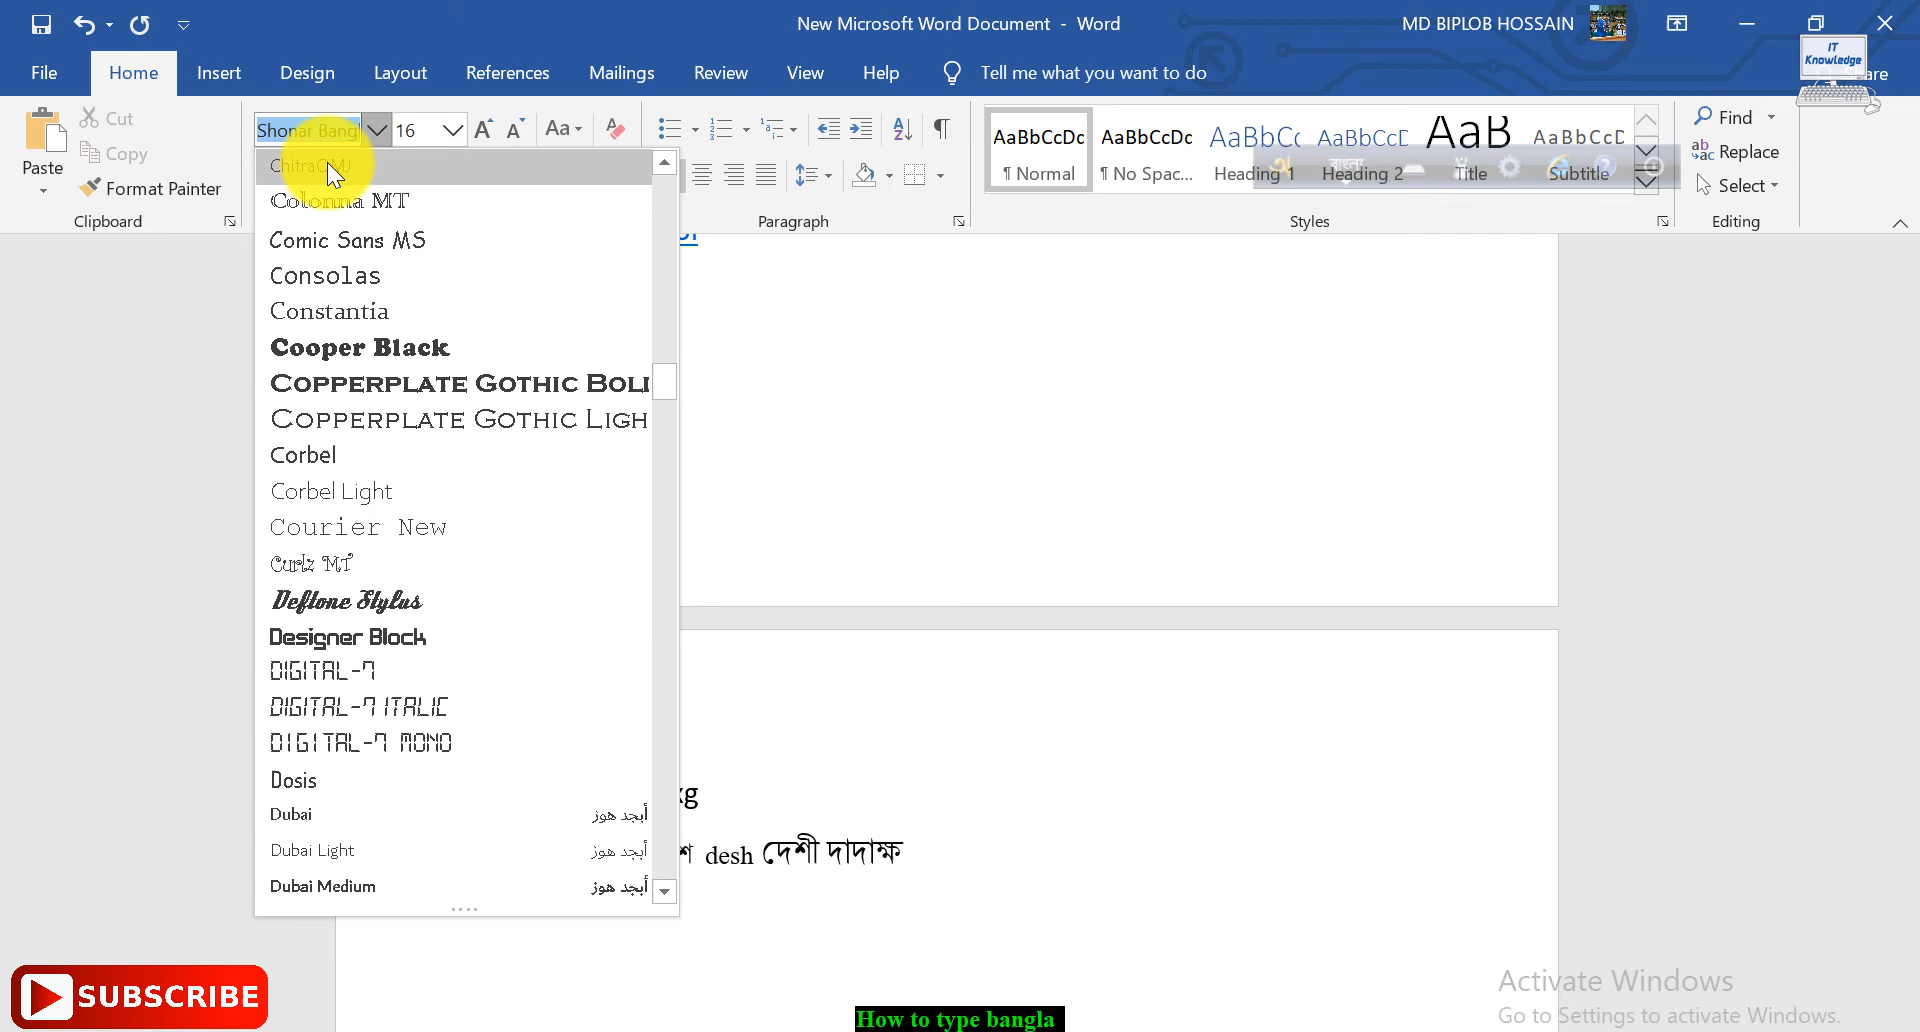 New Microsoft Word Document - Word
MD BIPLOB HOSSAIN
IT
Knowledge
File Home Insert Design Layout References Mailings Review View Help Tell me what you want to do
Paste
Cut
Copy
Format Painter
Clipboard
Shonar Bang
16
Aa
Paragraph
AaBbCcDc
¶ Normal
AaBbCcDc
¶ No Spac...
AaBbC
Heading 1
AaBbCcE
Heading 2
AaB
Title
AaBbCcD
Subtitle
বাংলা
Styles
Find
Replace
Select
Editing
Colonna MT
Comic Sans MS
Consolas
Constantia
Cooper Black
Copperplate Gothic Bol
Copperplate Gothic Ligh
Corbel
Corbel Light
Courier New
Curlz MT
Deftone Stylus
Designer Block
DIGITAL-7
DIGITAL-7 ITALIC
DIGITAL-7 MONO
Dosis
Dubai أبجد هوز
Dubai Light أبجد هوز
Dubai Medium أبجد هوز
desh দেশী দাদাক্ষ
SUBSCRIBE
How to type bangla
Activate Windows
Go to Settings to activate Windows.